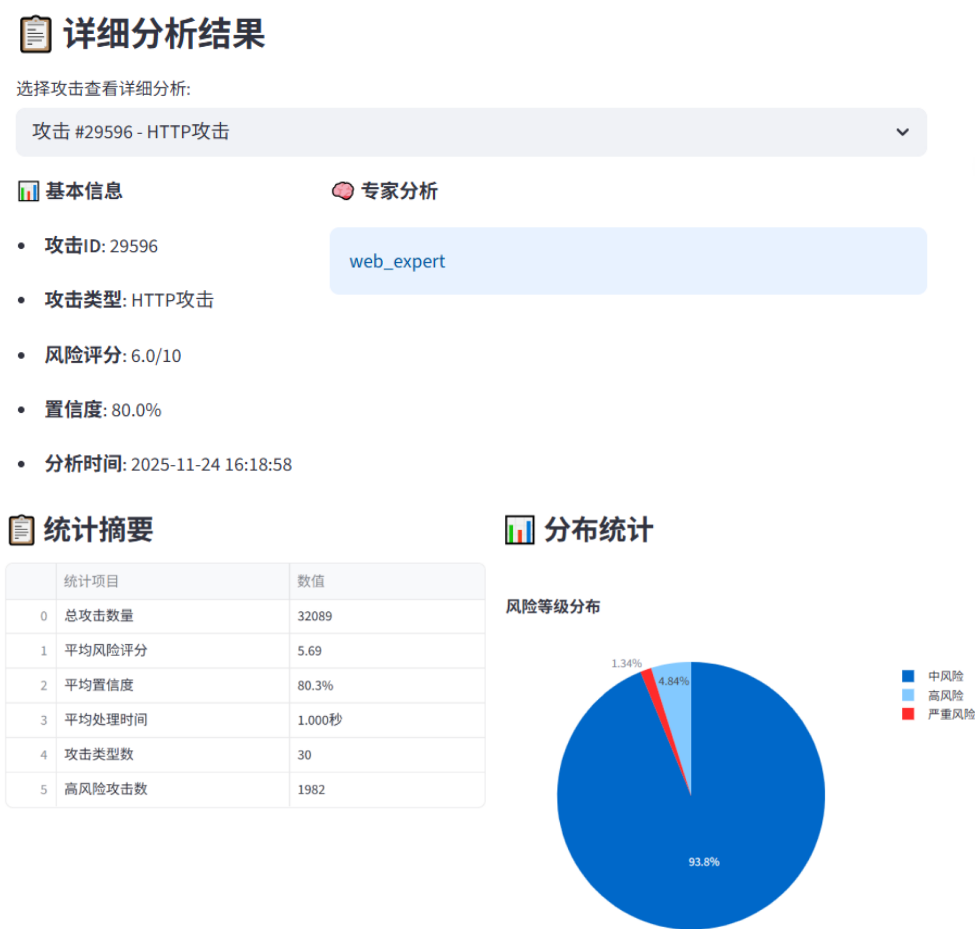 详细分析结果
选择攻击查看详细分析:
攻击 #29596 - HTTP攻击
基本信息
攻击ID: 29596
攻击类型: HTTP攻击
风险评分: 6.0/10
置信度: 80.0%
分析时间: 2025-11-24 16:18:58
专家分析
web_expert
统计摘要
统计项目 数值
0 总攻击数量 32089
1 平均风险评分 5.69
2 平均置信度 80.3%
3 平均处理时间 1.000秒
4 攻击类型数 30
5 高风险攻击数 1982
分布统计
风险等级分布
1.34%
4.84%
93.8%
中风险
高风险
严重风险